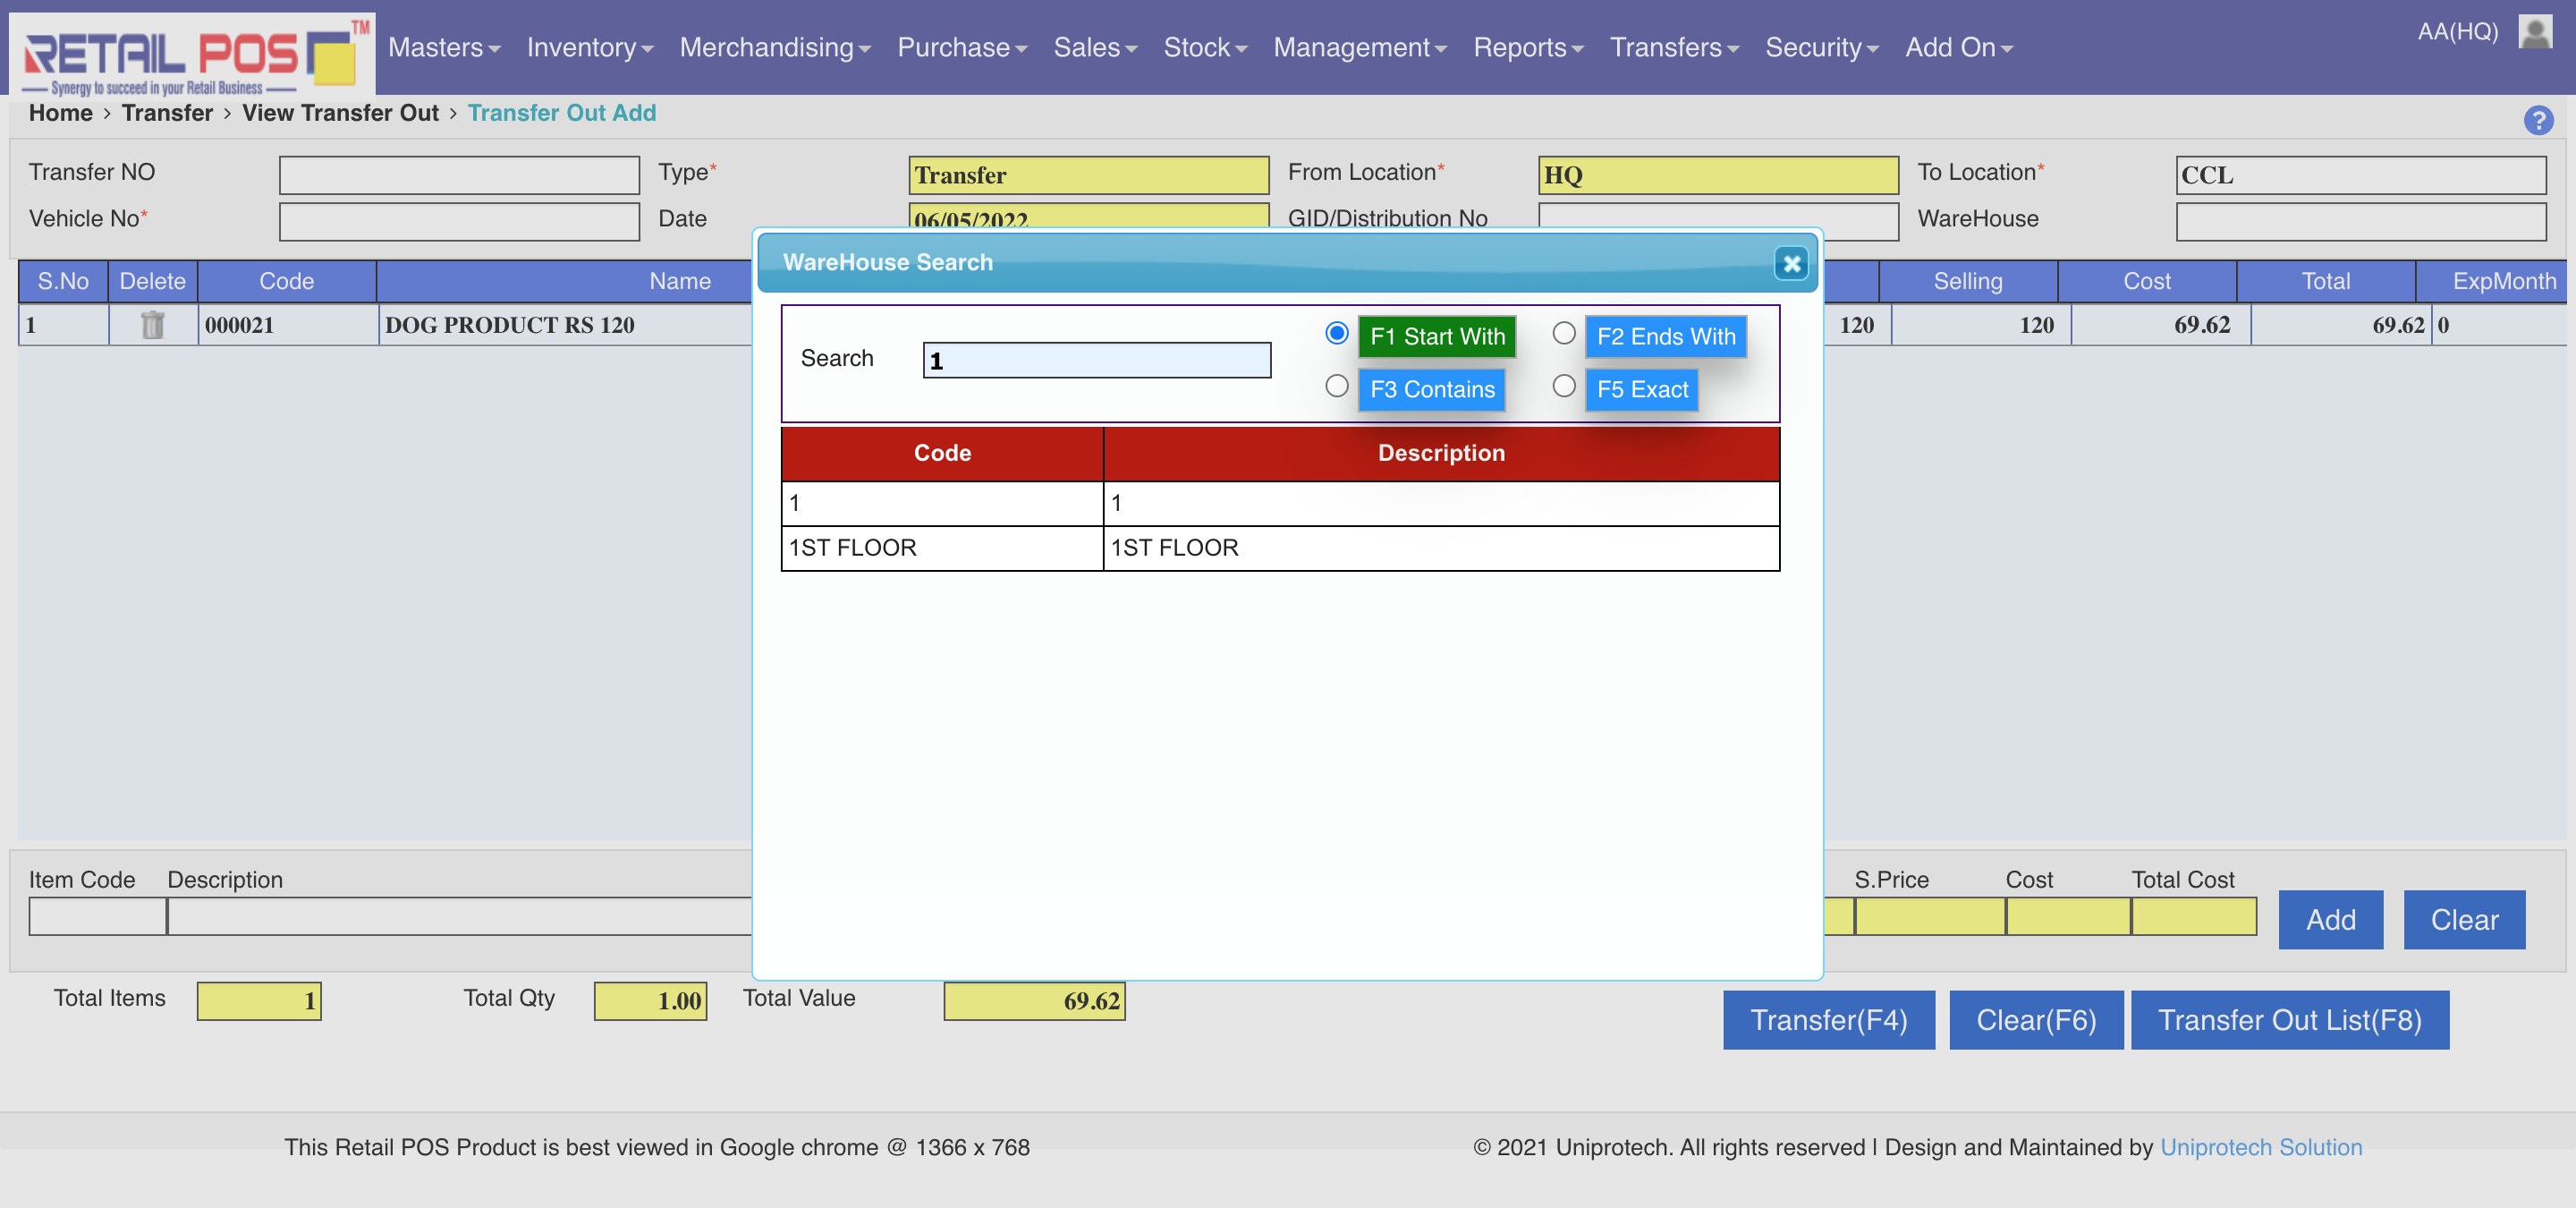 RETAIL POS TM
Synergy to succeed in your Retail Business
Masters Inventory Merchandising Purchase Sales Stock Management Reports Transfers Security Add On AA(HQ)
Home > Transfer > View Transfer Out > Transfer Out Add ?
Transfer NO Type* Transfer From Location* HQ To Location* CCL
Vehicle No* Date 06/05/2022 GID/Distribution No WareHouse
WareHouse Search
S.No Delete Code Name Selling Cost Total ExpMonth
1 000021 DOG PRODUCT RS 120 120 120 69.62 69.62 0
Search 1 F1 Start With F2 Ends With
F3 Contains F5 Exact
Code Description
1 1
1ST FLOOR 1ST FLOOR
Item Code Description S.Price Cost Total Cost
Add Clear
Total Items 1 Total Qty 1.00 Total Value 69.62
Transfer(F4) Clear(F6) Transfer Out List(F8)
This Retail POS Product is best viewed in Google chrome @ 1366 x 768
© 2021 Uniprotech. All rights reserved | Design and Maintained by Uniprotech Solution